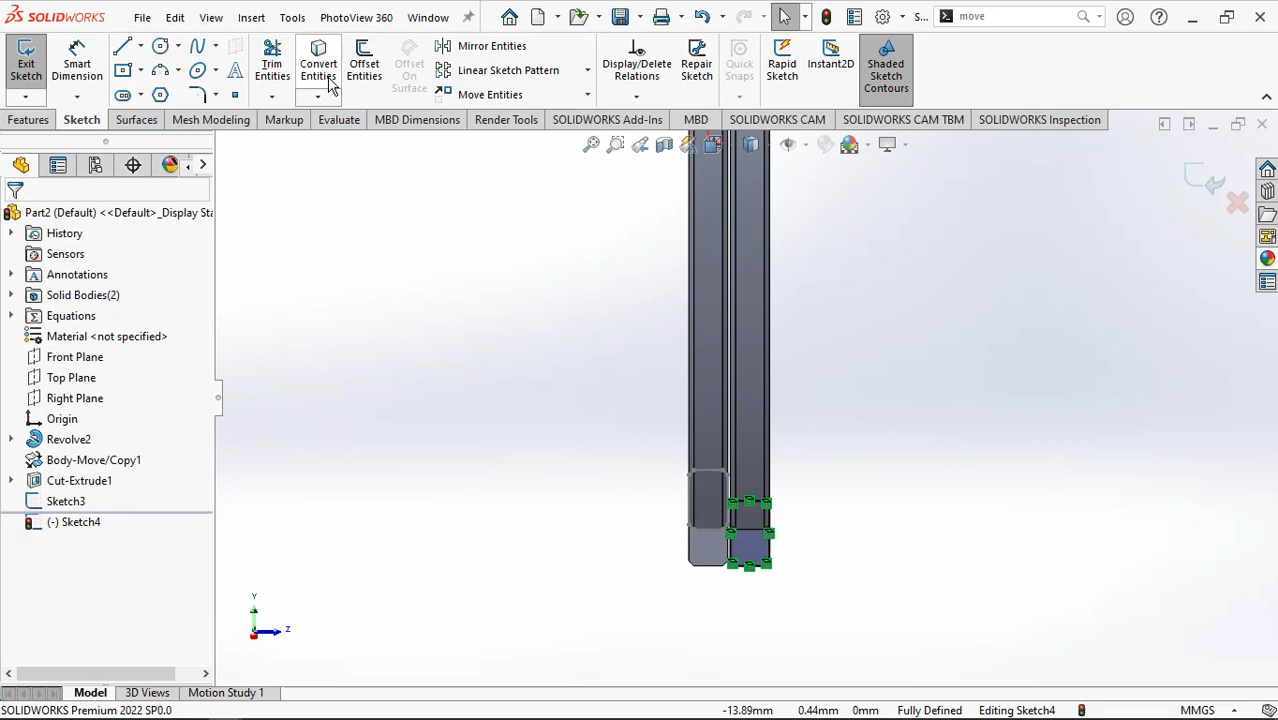 SOLIDWORKS
File
Edit
View
Insert
Tools
PhotoView 360
Window
S...
move
Exit Sketch
Smart Dimension
Trim Entities
Convert Entities
Offset Entities
Offset On Surface
Mirror Entities
Linear Sketch Pattern
Move Entities
Display/Delete Relations
Repair Sketch
Quick Snaps
Rapid Sketch
Instant2D
Shaded Sketch Contours
Features
Sketch
Surfaces
Mesh Modeling
Markup
Evaluate
MBD Dimensions
Render Tools
SOLIDWORKS Add-Ins
MBD
SOLIDWORKS CAM
SOLIDWORKS CAM TBM
SOLIDWORKS Inspection
Part2 (Default) <<Default>_Display Sta
History
Sensors
Annotations
Solid Bodies(2)
Equations
Material <not specified>
Front Plane
Top Plane
Right Plane
Origin
Revolve2
Body-Move/Copy1
Cut-Extrude1
Sketch3
(-) Sketch4
Y
Z
Model
3D Views
Motion Study 1
SOLIDWORKS Premium 2022 SP0.0
-13.89mm
0.44mm
0mm
Fully Defined
Editing Sketch4
MMGS